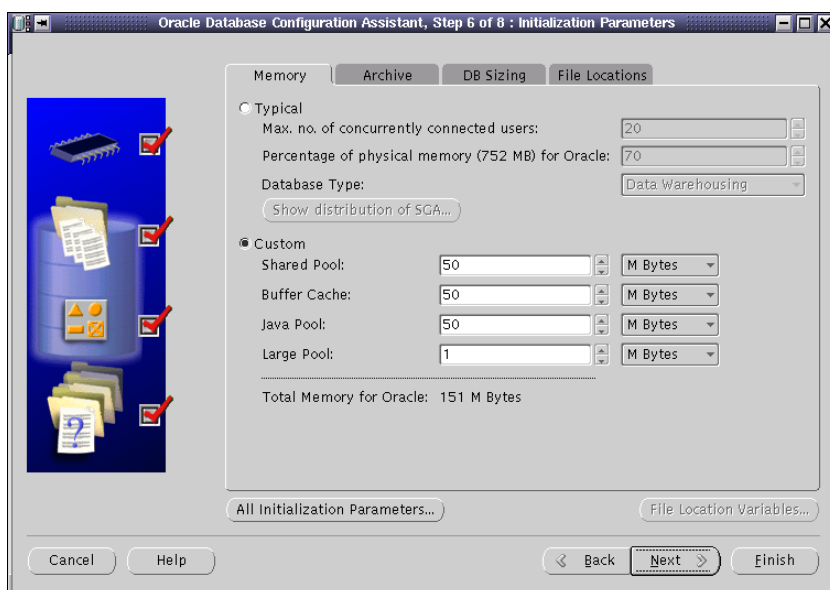 Oracle Database Configuration Assistant, Step 6 of 8 : Initialization Parameters
Memory Archive DB Sizing File Locations
Typical
Max. no. of concurrently connected users: 20
Percentage of physical memory (752 MB) for Oracle: 70
Database Type: Data Warehousing
Show distribution of SGA...
Custom
Shared Pool: 50 M Bytes
Buffer Cache: 50 M Bytes
Java Pool: 50 M Bytes
Large Pool: 1 M Bytes
Total Memory for Oracle: 151 M Bytes
?
All Initialization Parameters... File Location Variables...
Cancel Help Back Next Finish